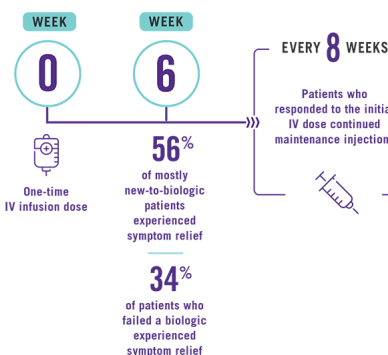 WEEK
0
One-time
IV infusion dose
WEEK
6
56%
of mostly
new-to-biologic
patients
experienced
symptom relief
34%
of patients who
failed a biologic
experienced
symptom relief
EVERY 8 WEEKS
Patients who
responded to the initia
IV dose continued
maintenance injection